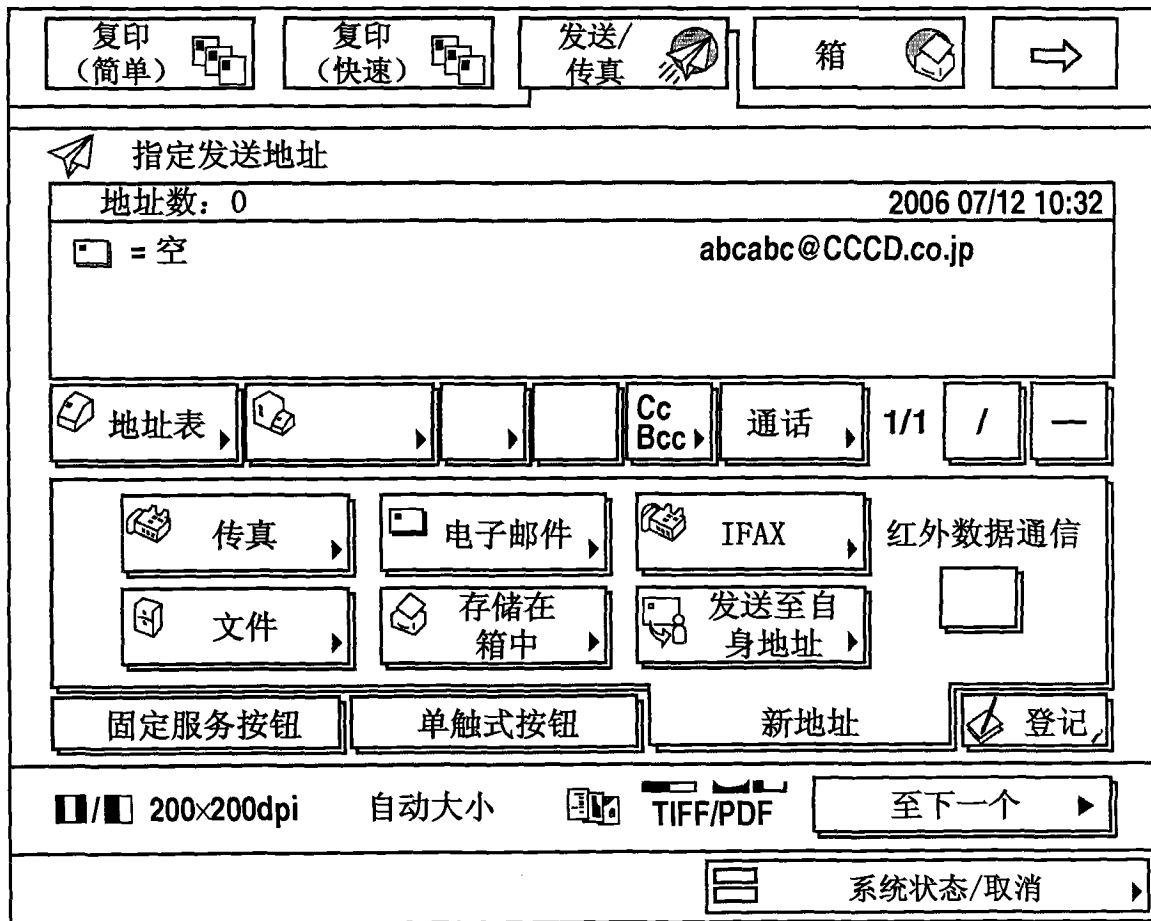 复印
（简单）
复印
（快速）
发送/
传真
箱
指定发送地址
地址数：0
2006 07/12 10:32
= 空
abcabc@CCCD.co.jp
地址表
Cc
Bcc
通话
1/1
/
—
传真
电子邮件
IFAX
红外数据通信
文件
存储在
箱中
发送至自
身地址
固定服务按钮
单触式按钮
新地址
登记
/
200×200dpi
自动大小
TIFF/PDF
至下一个
系统状态/取消